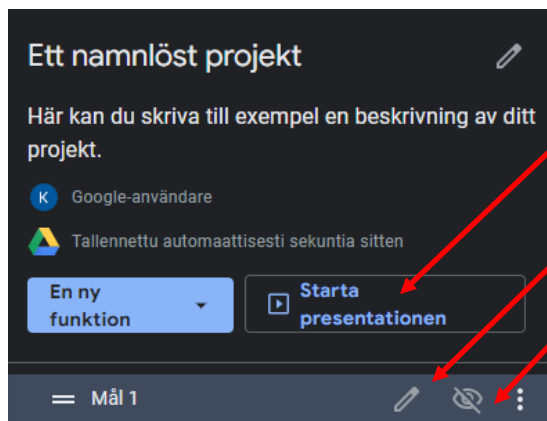 Ett namnlöst projekt
Här kan du skriva till exempel en beskrivning av ditt
projekt.
K Google-användare
Tallennettu automaattisesti sekuntia sitten
En ny
funktion
Starta
presentationen
Mål 1